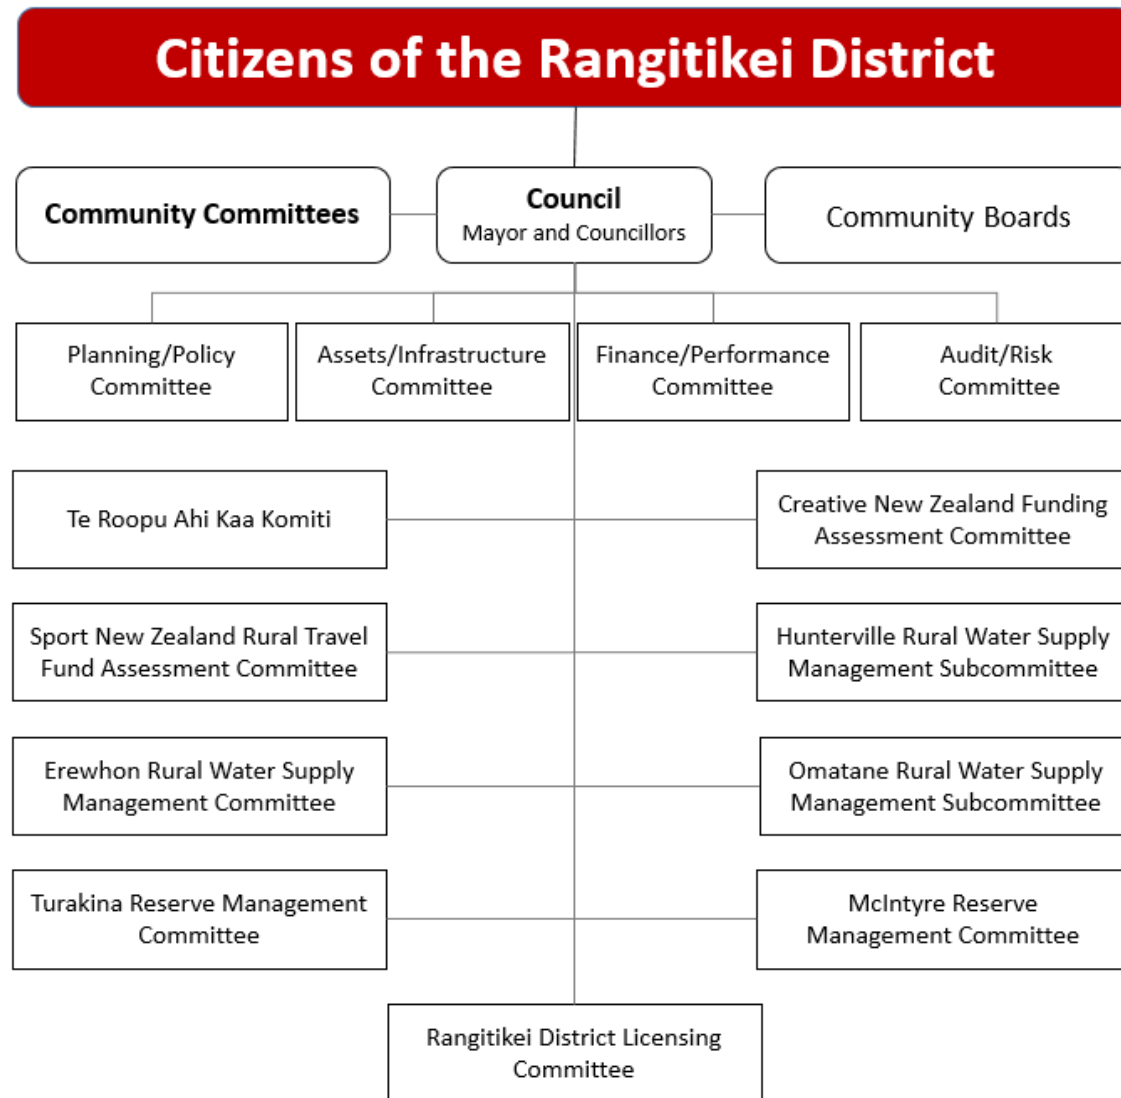 Citizens of the Rangitikei District
Community Committees
Council
Mayor and Councillors
Community Boards
Planning/Policy
Committee
Assets/Infrastructure
Committee
Finance/Performance
Committee
Audit/Risk
Committee
Te Roopu Ahi Kaa Komiti
Creative New Zealand Funding
Assessment Committee
Sport New Zealand Rural Travel
Fund Assessment Committee
Hunterville Rural Water Supply
Management Subcommittee
Erewhon Rural Water Supply
Management Committee
Omatane Rural Water Supply
Management Subcommittee
Turakina Reserve Management
Committee
McIntyre Reserve
Management Committee
Rangitikei District Licensing
Committee